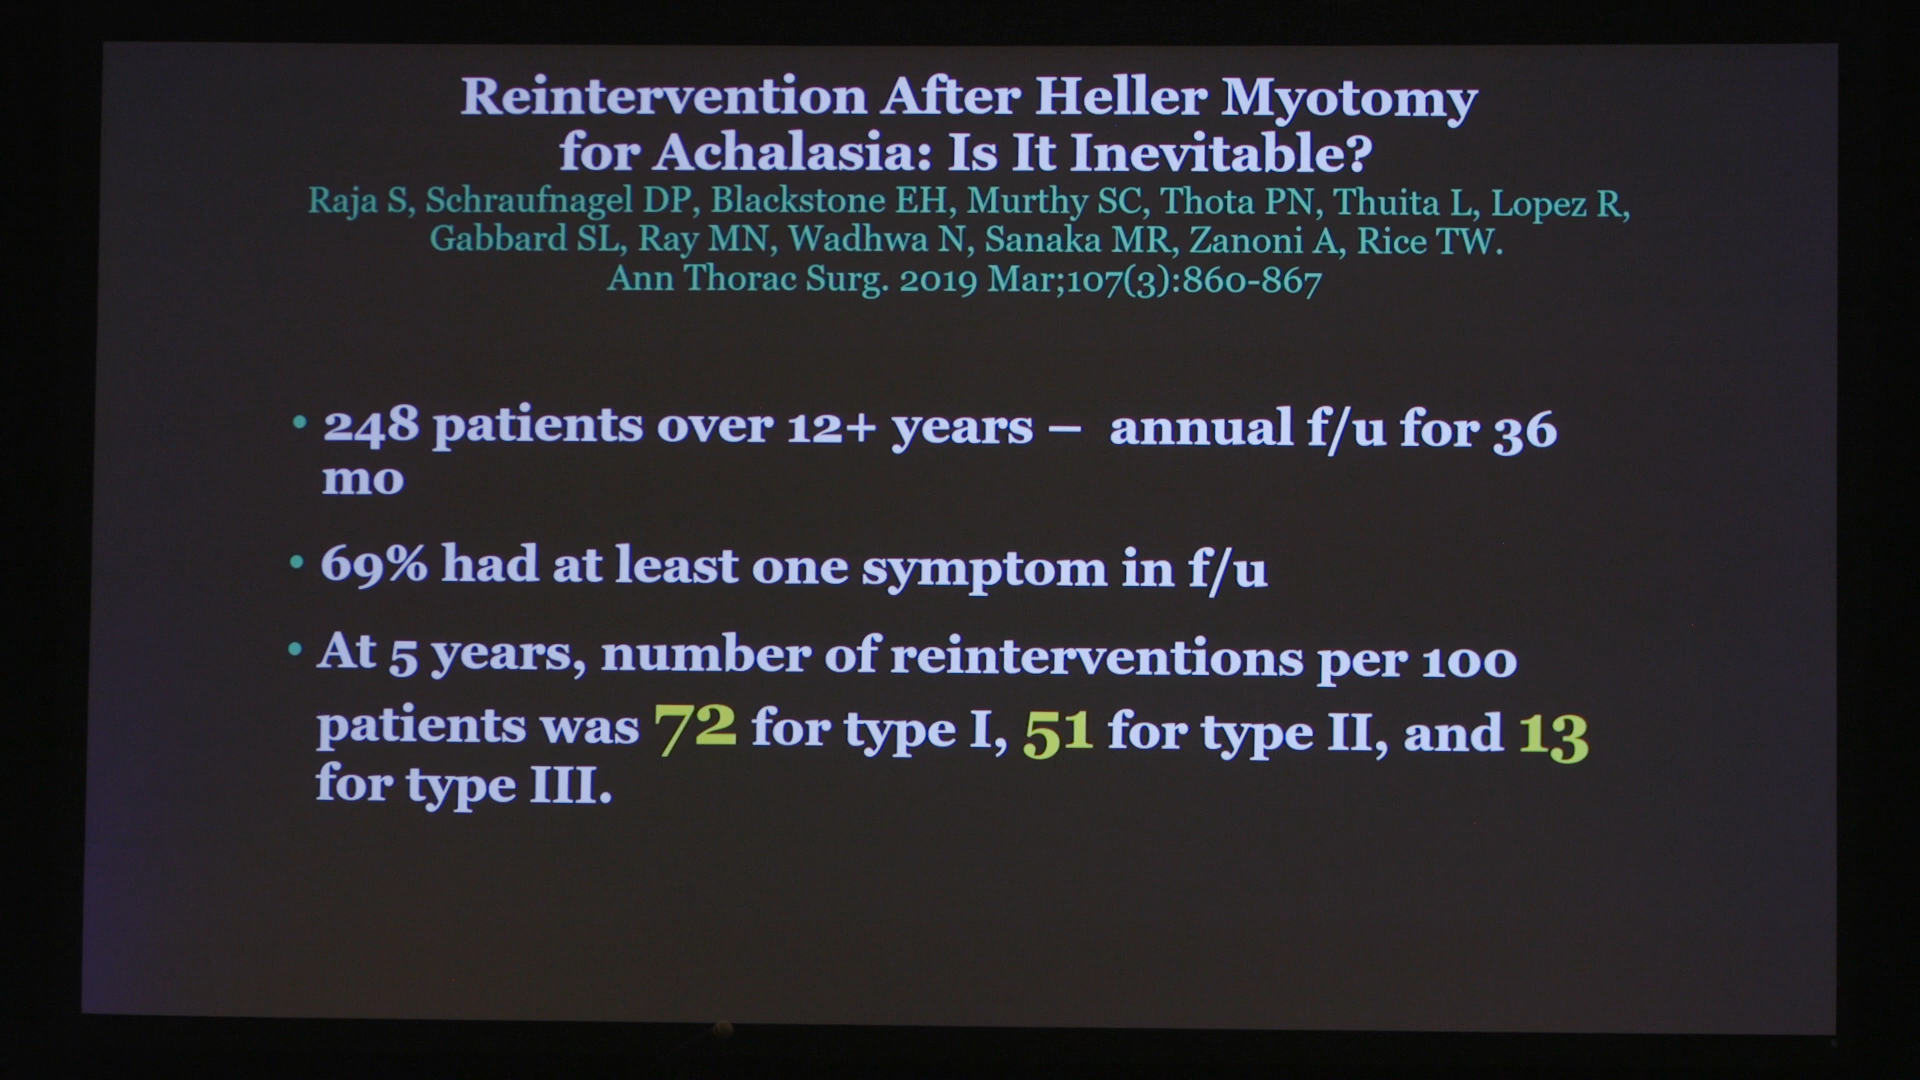 Reintervention After Heller Myotomy
for Achalasia: Is It Inevitable?
Raja S, Schraufnagel DP, Blackstone EH, Murthy SC, Thota PN, Thuita L, Lopez R,
Gabbard SL, Ray MN, Wadhwa N, Sanaka MR, Zanoni A, Rice TW.
Ann Thorac Surg. 2019 Mar;107(3):860-867
• 248 patients over 12+ years – annual f/u for 36
mo
• 69% had at least one symptom in f/u
• At 5 years, number of reinterventions per 100
patients was 72 for type I, 51 for type II, and 13
for type III.